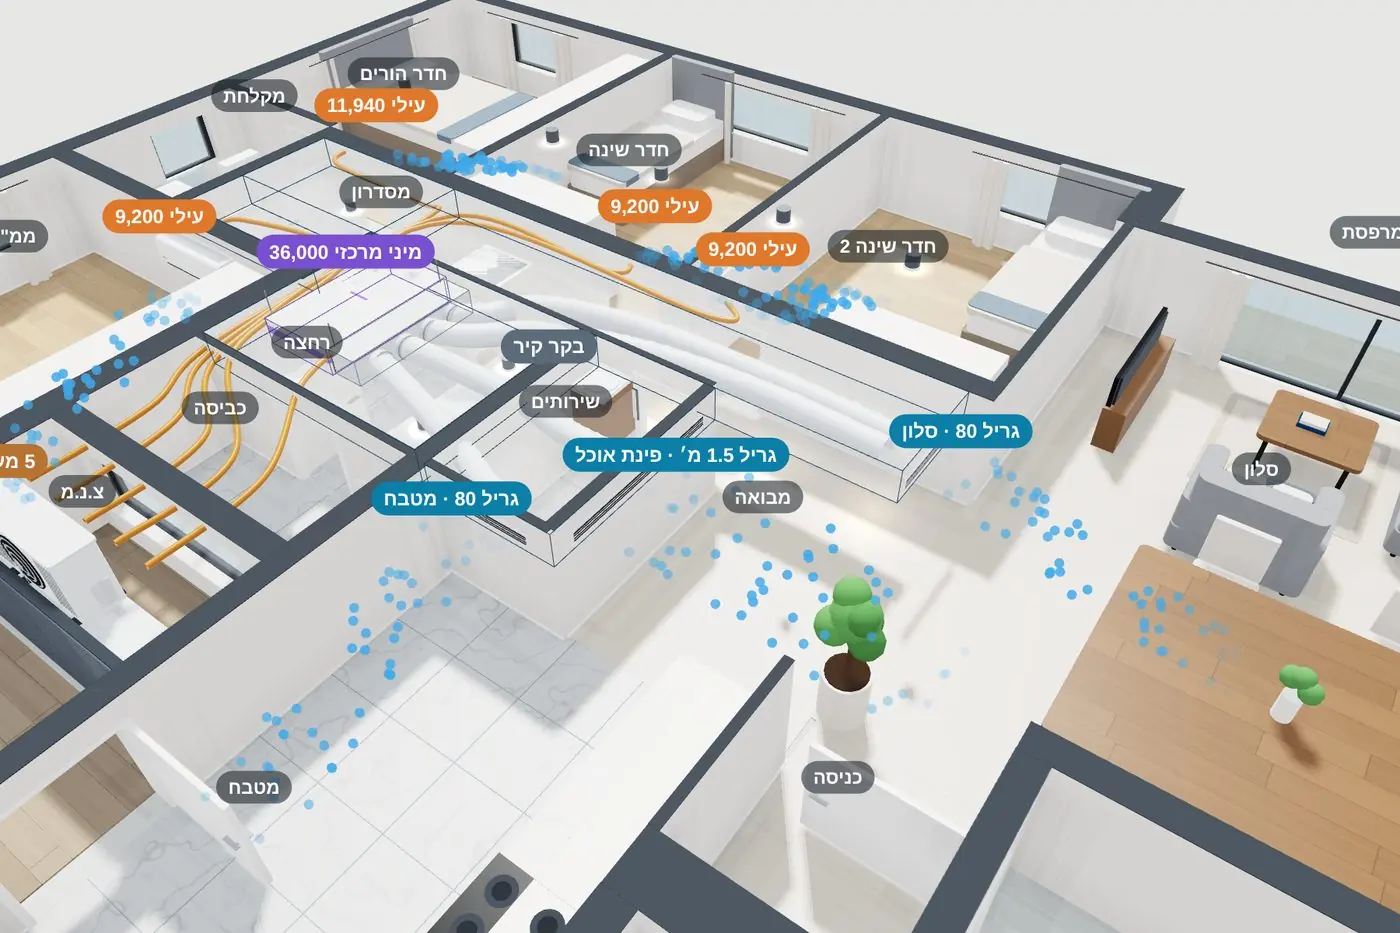 חדר הורים
מקלחת
עילי 11,940
חדר שינה
מסדרון
עילי 9,200
עילי 9,200
ממ"
מרפסת
מיני מרכזי 36,000
עילי 9,200
חדר שינה 2
רחצה
בקר קיר
שירותים
כביסה
גריל 80 · סלון
גריל 1.5 מ׳ · פינת אוכל
5
צ.נ.מ
גריל 80 · מטבח
מבואה
סלון
כניסה
מטבח